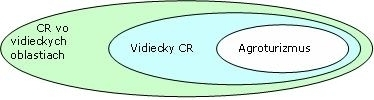 CR vo
vidieckych
oblastiach
Vidiecky CR
Agroturizmus